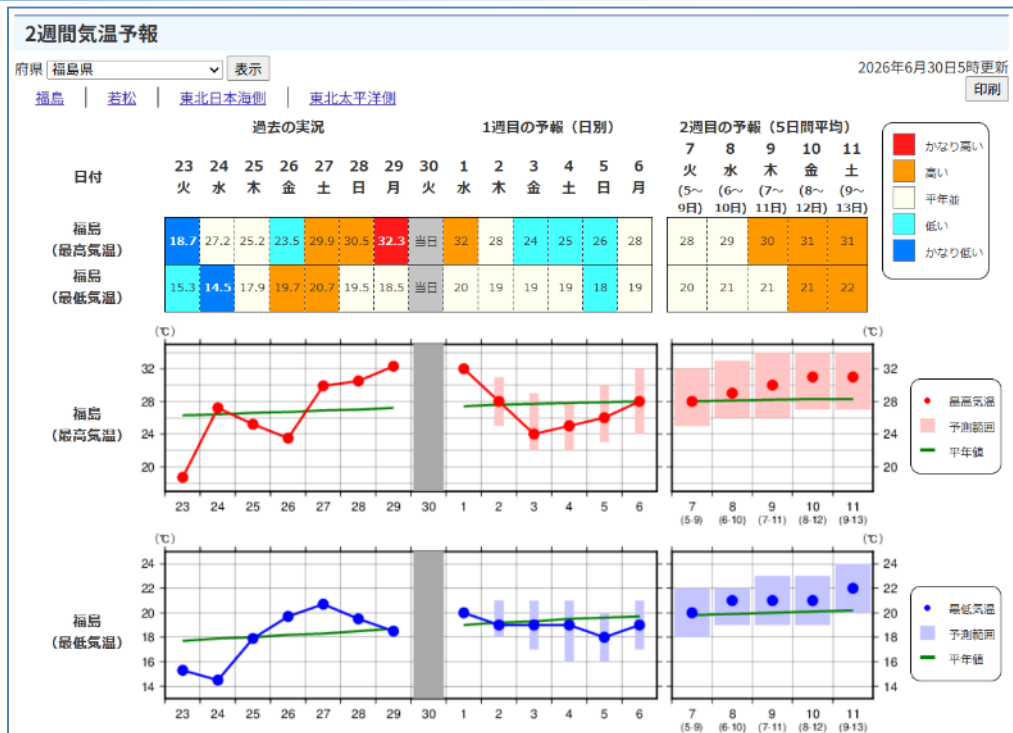 2週間気温予報
府県 福島県 表示
2026年6月30日5時更新
印刷
福島 | 若松 | 東北日本海側 | 東北太平洋側
過去の実況 1週目の予報（日別） 2週目の予報（5日間平均）
日付
23 24 25 26 27 28 29 30 1 2 3 4 5 6 7 8 9 10 11
火 水 木 金 土 日 月 火 水 木 金 土 日 月 火 水 木 金 土
(5～9日) (6～10日) (7～11日) (8～12日) (9～13日)
福島（最高気温） 18.7 27.2 25.2 23.5 29.9 30.5 32.3 当日 32 28 24 25 26 28 28 29 30 31 31
福島（最低気温） 15.3 14.5 17.9 19.7 20.7 19.5 18.5 当日 20 19 19 19 18 19 20 21 21 21 22
かなり高い
高い
平年並
低い
かなり低い
(℃) (℃)
福島（最高気温）
32 32
28 28
24 24
20 20
23 24 25 26 27 28 29 30 1 2 3 4 5 6 7 8 9 10 11
(5-9) (6-10) (7-11) (8-12) (9-13)
最高気温
予測範囲
平年値
(℃) (℃)
福島（最低気温）
24 24
22 22
20 20
18 18
16 16
14 14
23 24 25 26 27 28 29 30 1 2 3 4 5 6 7 8 9 10 11
(5-9) (6-10) (7-11) (8-12) (9-13)
最低気温
予測範囲
平年値